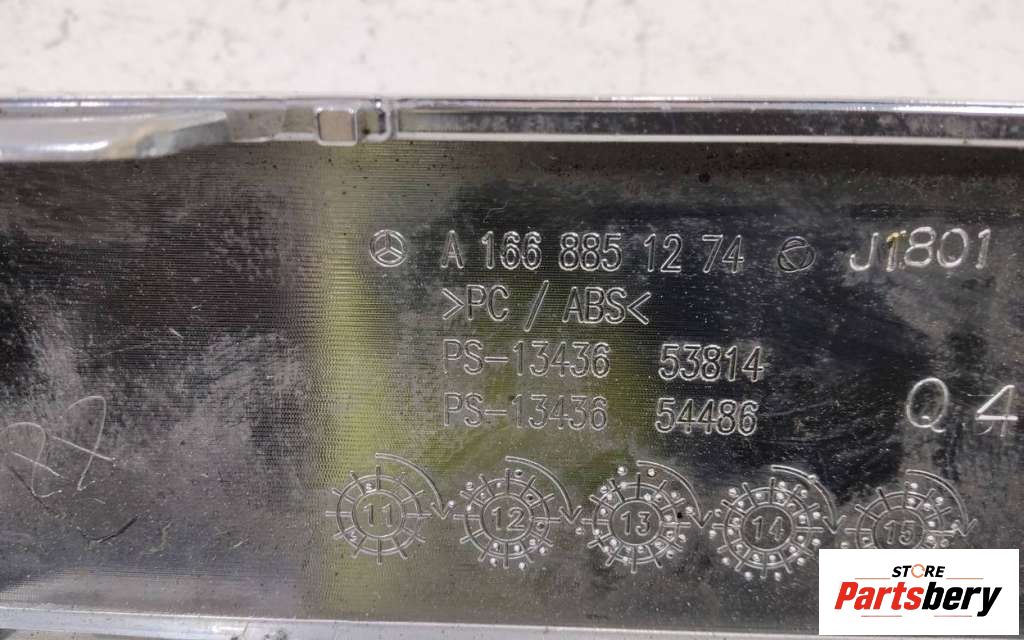 A 166 885 12 74 J1801
>PC / ABS<
PS-13436 53814
PS-13436 54486
Q 4
11 12 13 14 15
STORE
Partsbery